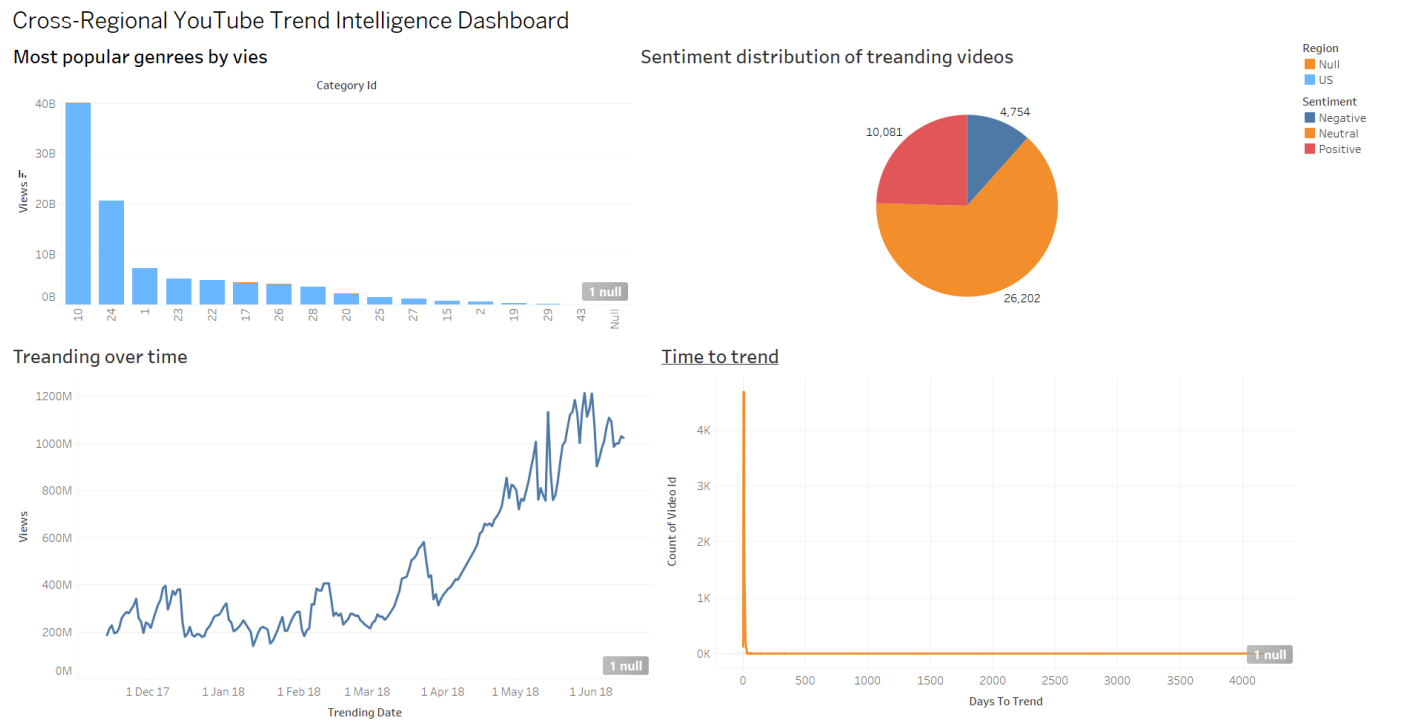 Cross-Regional YouTube Trend Intelligence Dashboard
Most popular genrees by vies
Category Id
Views
40B
30B
20B
10B
0B
10
24
1
23
22
17
26
28
20
25
27
15
2
19
29
43
Null
1 null
Sentiment distribution of treanding videos
4,754
10,081
26,202
Region
Null
US
Sentiment
Negative
Neutral
Positive
Treanding over time
Views
1200M
1000M
800M
600M
400M
200M
0M
1 Dec 17
1 Jan 18
1 Feb 18
1 Mar 18
1 Apr 18
1 May 18
1 Jun 18
Trending Date
1 null
Time to trend
Count of Video Id
4K
3K
2K
1K
0K
0
500
1000
1500
2000
2500
3000
3500
4000
Days To Trend
1 null